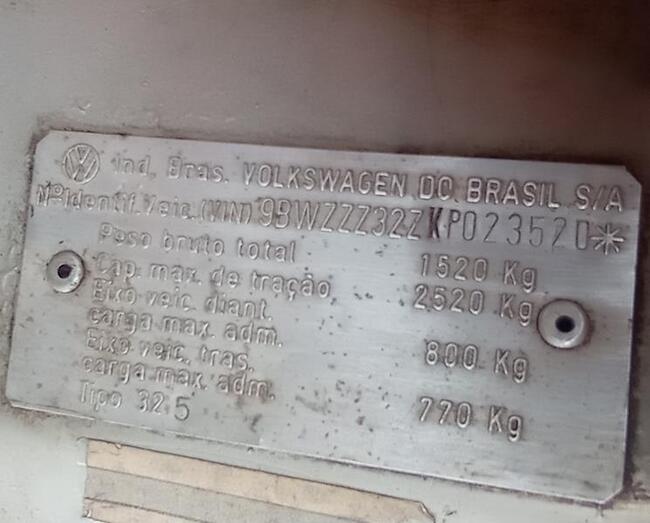 Ind. Bras. VOLKSWAGEN DO BRASIL S/A
Nº Identif. Veic. (VIN) 9BWZZZ32ZKP023520*
Peso bruto total 1520 Kg
Cap. max. de tração 2520 Kg
Eixo veic. diant.
carga max. adm. 800 Kg
Eixo veic. tras.
carga max. adm. 770 Kg
Tipo 32 5